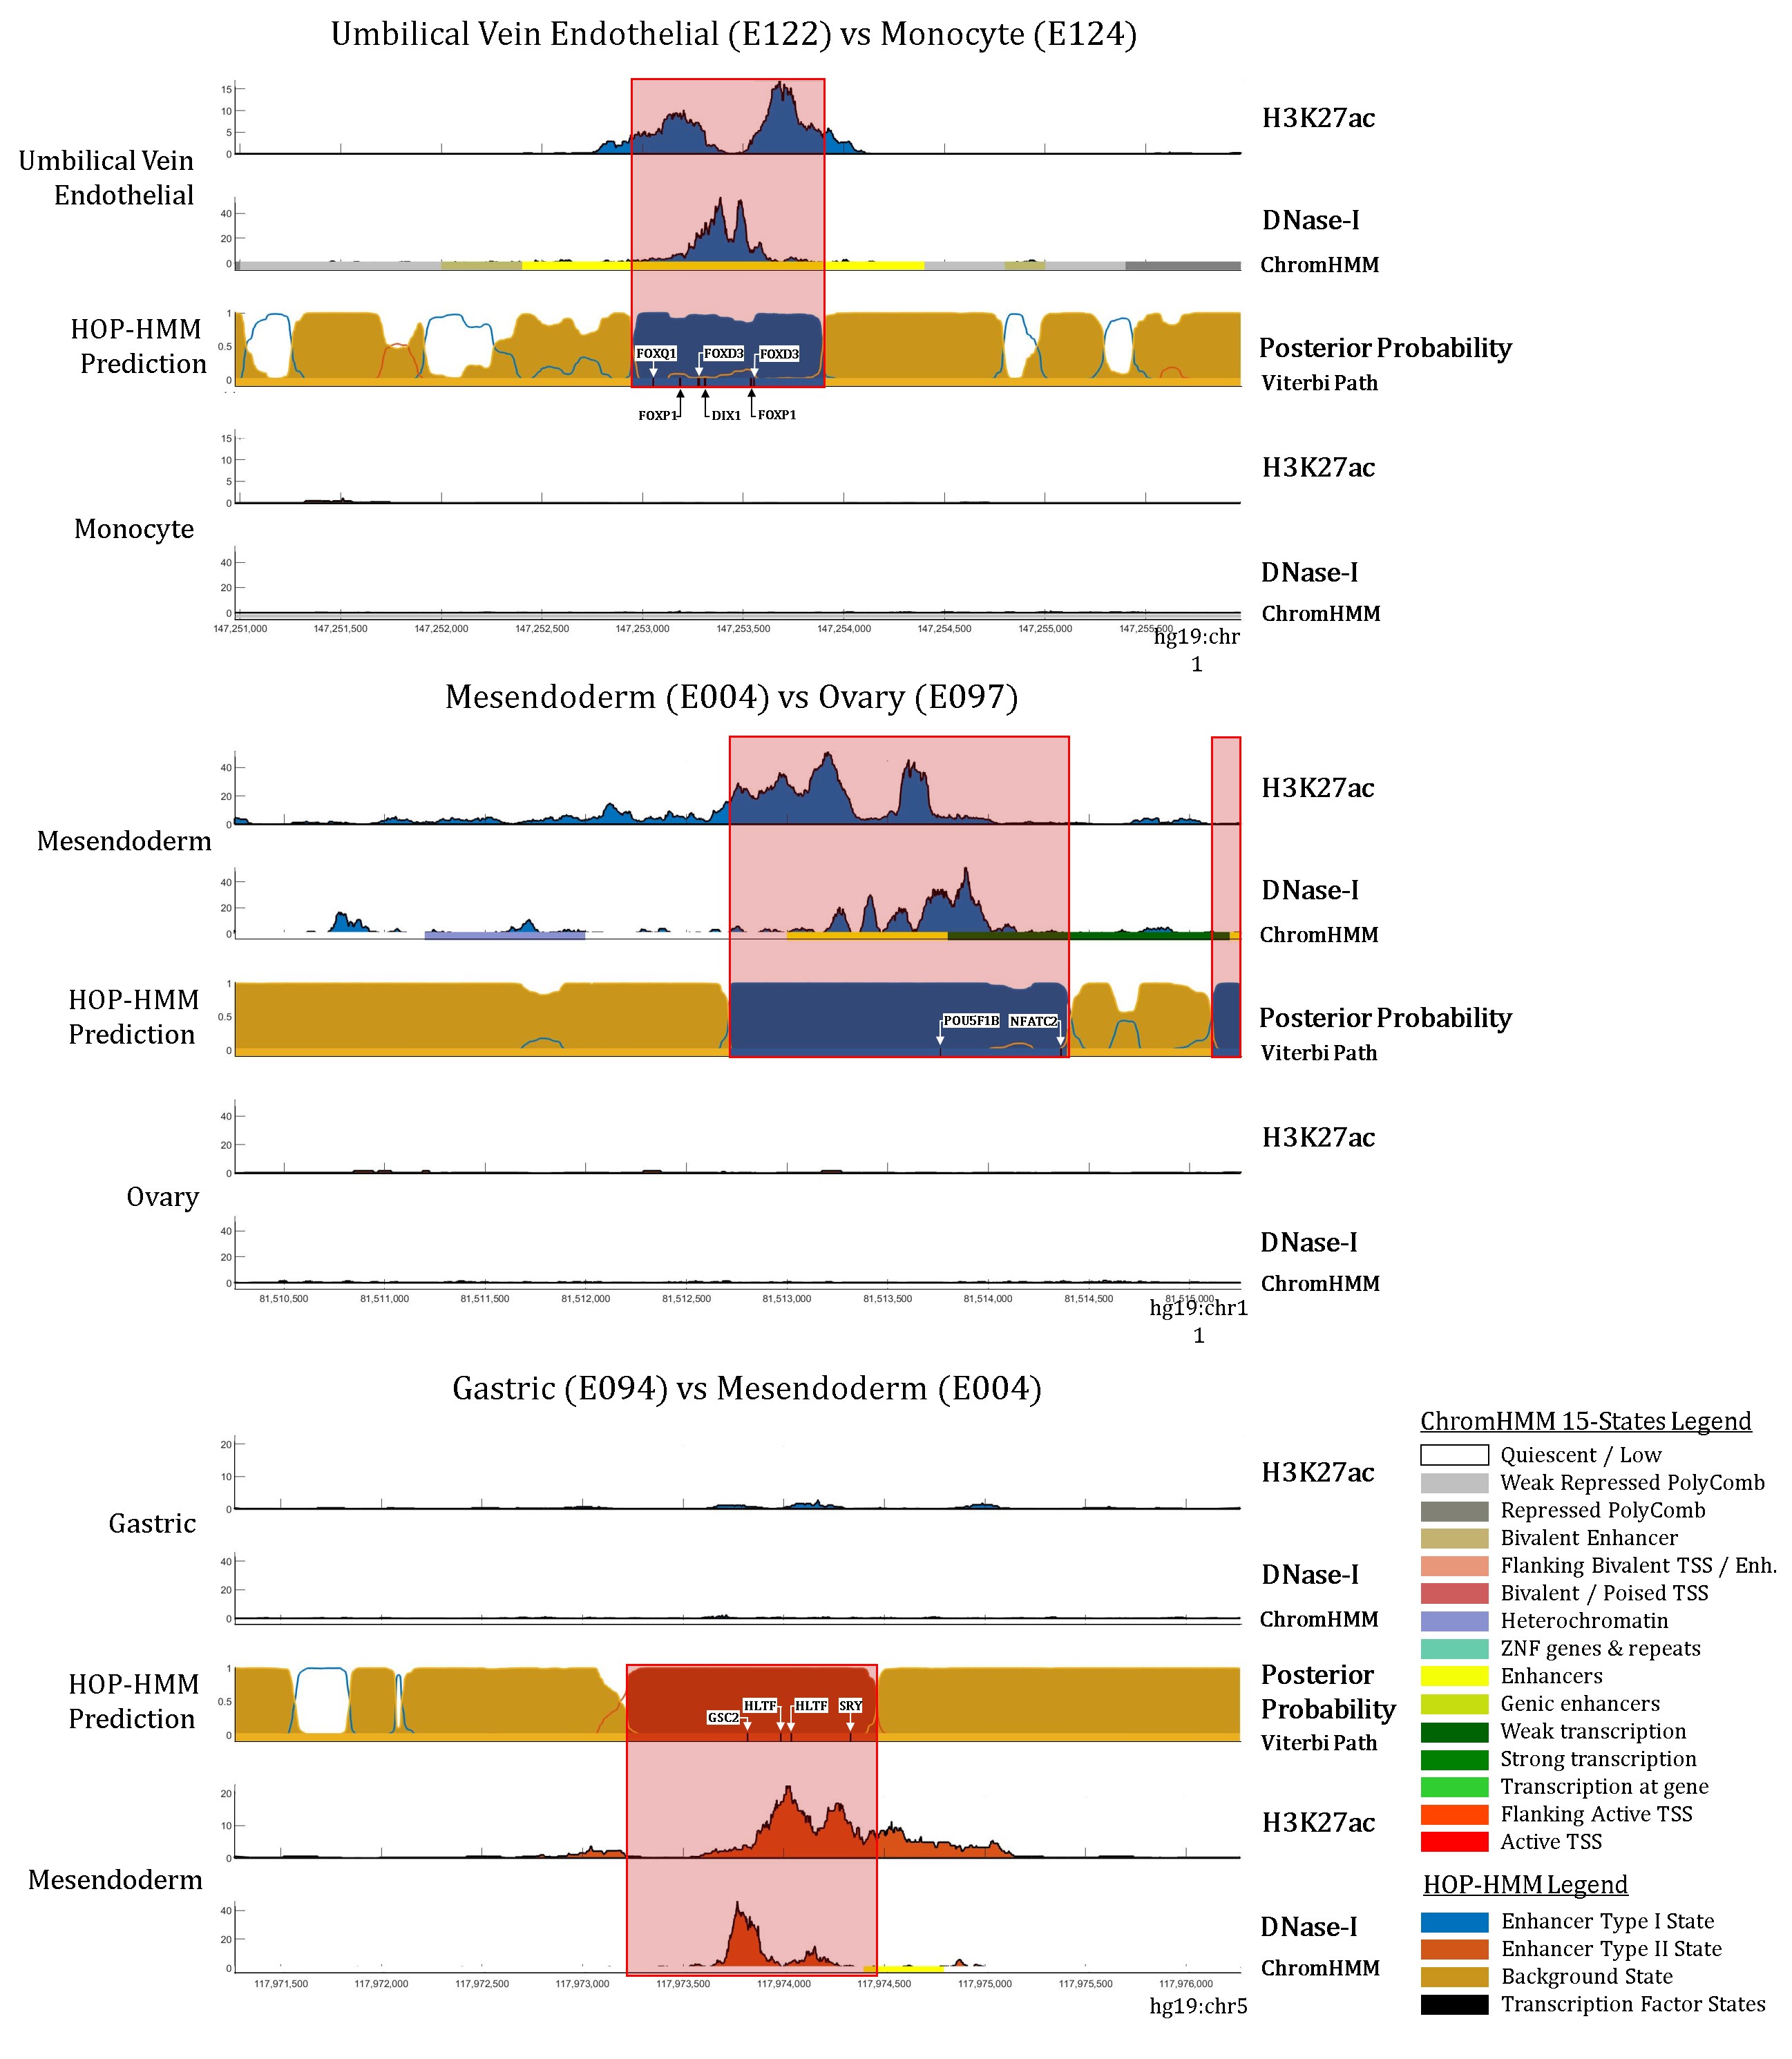 Umbilical Vein Endothelial (E122) vs Monocyte (E124)
15
10
5
0
H3K27ac
Umbilical Vein
Endothelial
40
20
0
DNase-I
ChromHMM
HOP-HMM
Prediction
1
0.5
0
FOXQ1
FOXD3
FOXD3
FOXP1
DIX1
FOXP1
Posterior Probability
Viterbi Path
15
10
5
0
H3K27ac
Monocyte
40
20
0
DNase-I
ChromHMM
147,251,000 147,251,500 147,252,000 147,252,500 147,253,000 147,253,500 147,254,000 147,254,500 147,255,000 147,255,500
hg19:chr
1
Mesendoderm (E004) vs Ovary (E097)
40
20
0
H3K27ac
Mesendoderm
40
20
0
DNase-I
ChromHMM
HOP-HMM
Prediction
1
0.5
0
POU5F1B
NFATC2
Posterior Probability
Viterbi Path
40
20
0
H3K27ac
Ovary
40
20
0
DNase-I
ChromHMM
81,510,500 81,511,000 81,511,500 81,512,000 81,512,500 81,513,000 81,513,500 81,514,000 81,514,500 81,515,000
hg19:chr1
1
Gastric (E094) vs Mesendoderm (E004)
20
10
0
H3K27ac
Gastric
40
20
0
DNase-I
ChromHMM
HOP-HMM
Prediction
1
0.5
0
GSC2
HLTF
HLTF
SRY
Posterior
Probability
Viterbi Path
20
10
0
H3K27ac
Mesendoderm
40
20
0
DNase-I
ChromHMM
117,971,500 117,972,000 117,972,500 117,973,000 117,973,500 117,974,000 117,974,500 117,975,000 117,975,500 117,976,000
hg19:chr5
ChromHMM 15-States Legend
Quiescent / Low
Weak Repressed PolyComb
Repressed PolyComb
Bivalent Enhancer
Flanking Bivalent TSS / Enh.
Bivalent / Poised TSS
Heterochromatin
ZNF genes & repeats
Enhancers
Genic enhancers
Weak transcription
Strong transcription
Transcription at gene
Flanking Active TSS
Active TSS
HOP-HMM Legend
Enhancer Type I State
Enhancer Type II State
Background State
Transcription Factor States